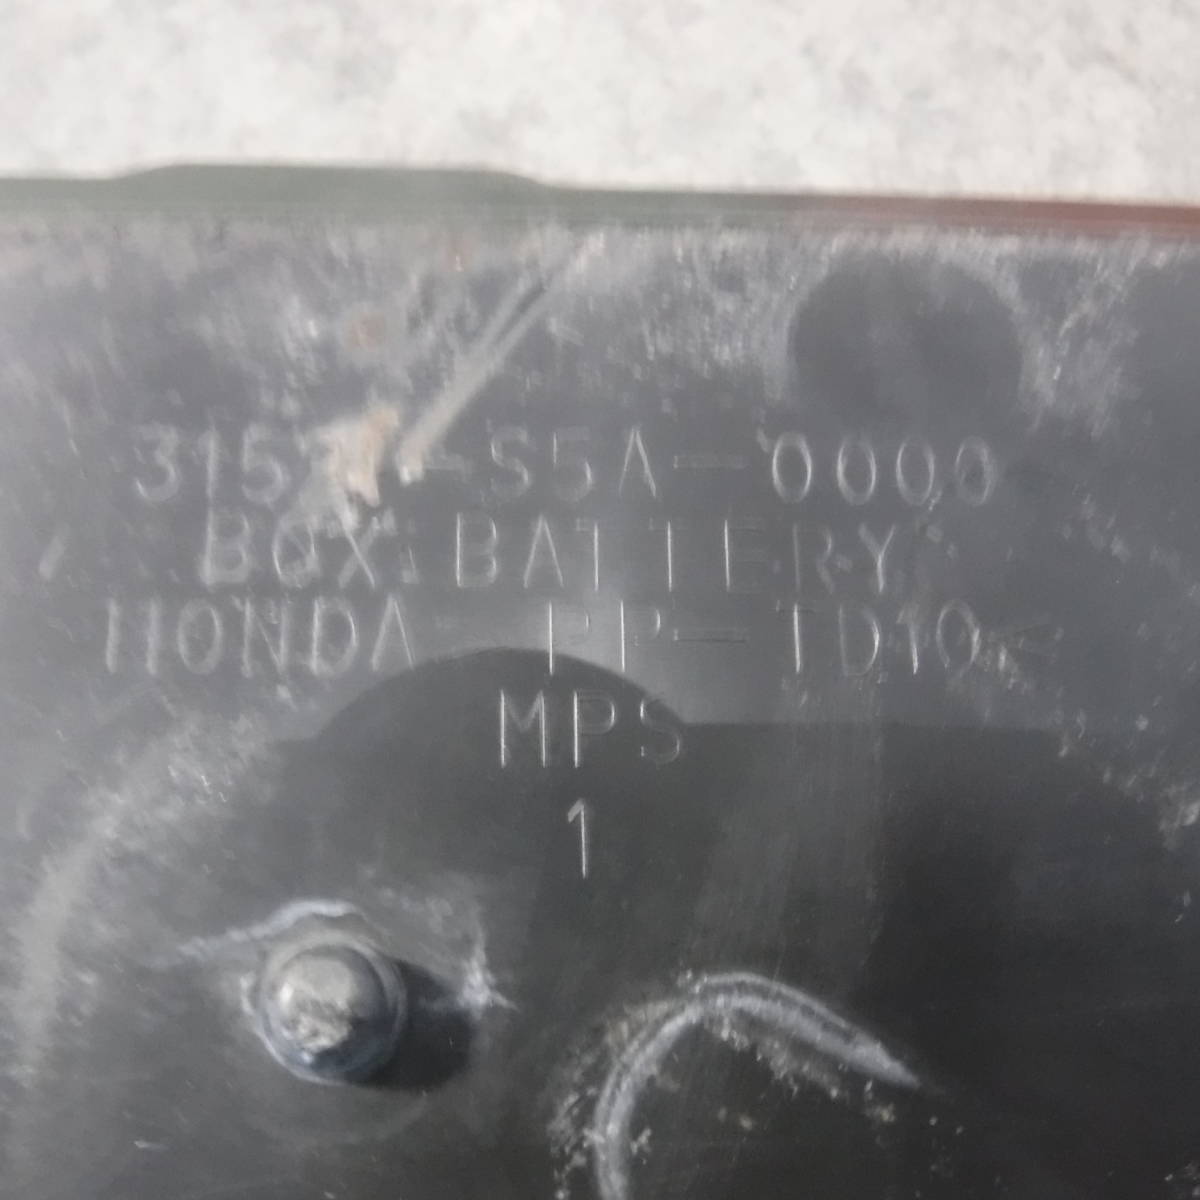 -S5A-0000
BOX.BATTERY
HONDA PP-TD10<
MPS
1